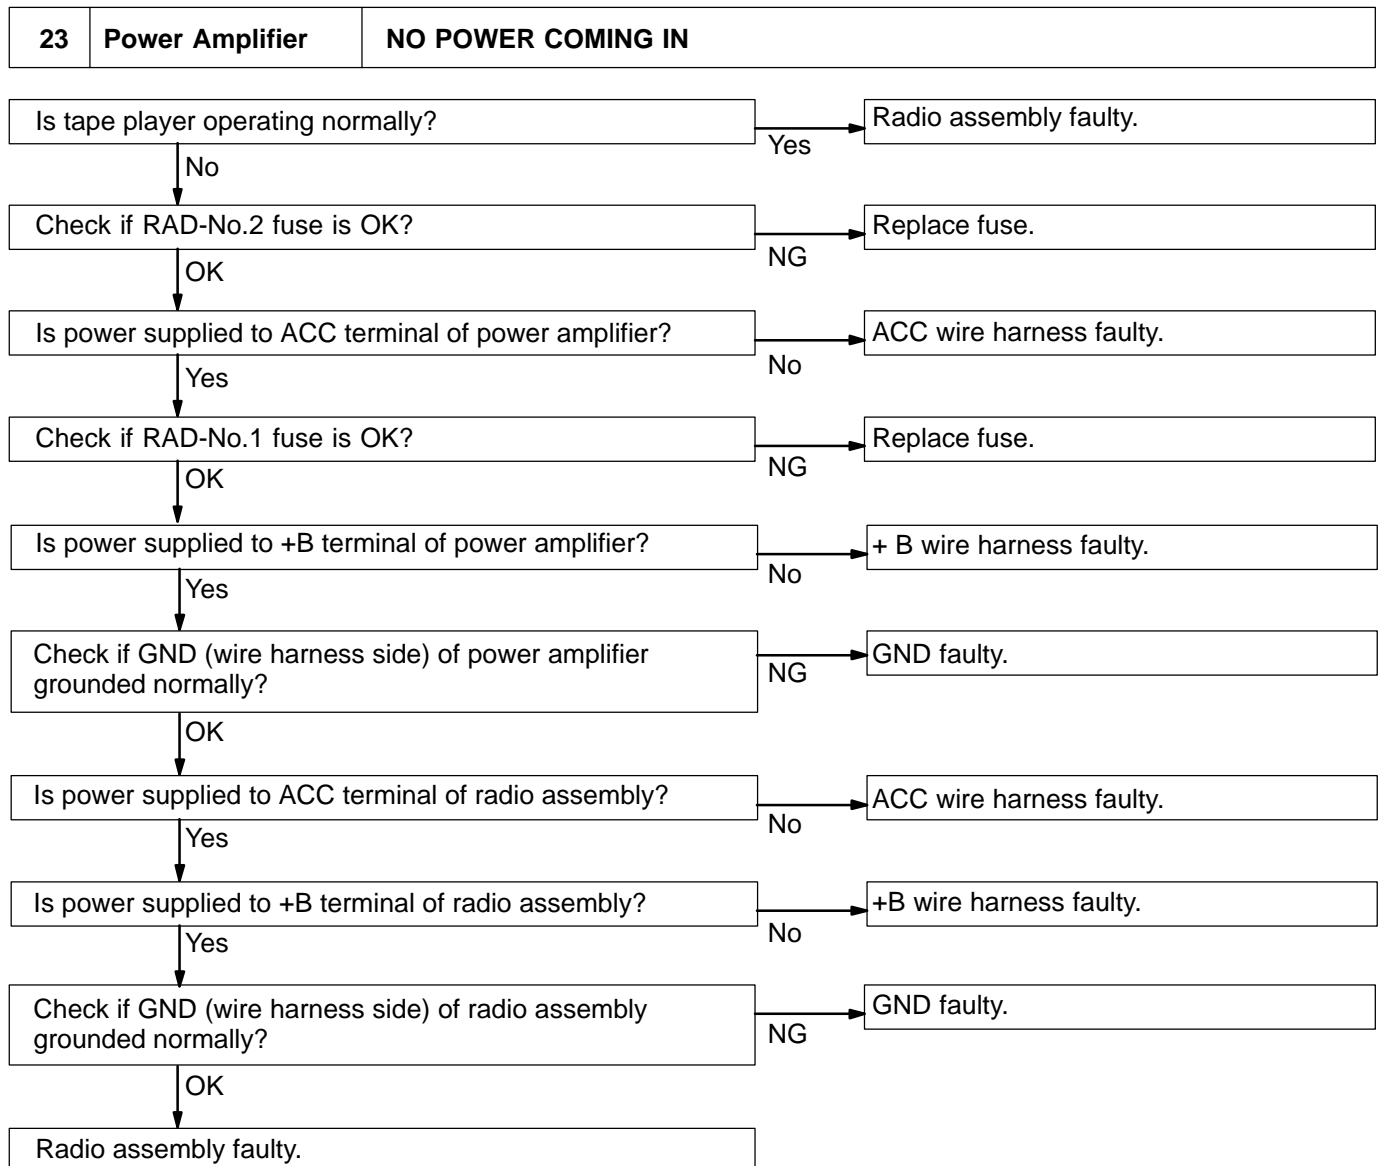 23 Power Amplifier NO POWER COMING IN
Is tape player operating normally?
Radio assembly faulty.
Yes
No
Check if RAD-No.2 fuse is OK?
Replace fuse.
NG
OK
Is power supplied to ACC terminal of power amplifier?
ACC wire harness faulty.
No
Yes
Check if RAD-No.1 fuse is OK?
Replace fuse.
NG
OK
Is power supplied to +B terminal of power amplifier?
+ B wire harness faulty.
No
Yes
Check if GND (wire harness side) of power amplifier
grounded normally?
GND faulty.
NG
OK
Is power supplied to ACC terminal of radio assembly?
ACC wire harness faulty.
No
Yes
Is power supplied to +B terminal of radio assembly?
+B wire harness faulty.
No
Yes
Check if GND (wire harness side) of radio assembly
grounded normally?
GND faulty.
NG
OK
Radio assembly faulty.